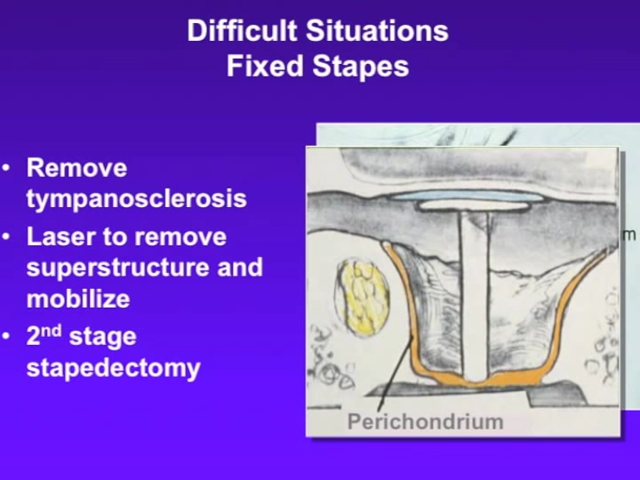 Difficult Situations
Fixed Stapes
• Remove
tympanosclerosis
• Laser to remove
superstructure and
mobilize
• 2nd stage
stapedectomy
m
Perichondrium